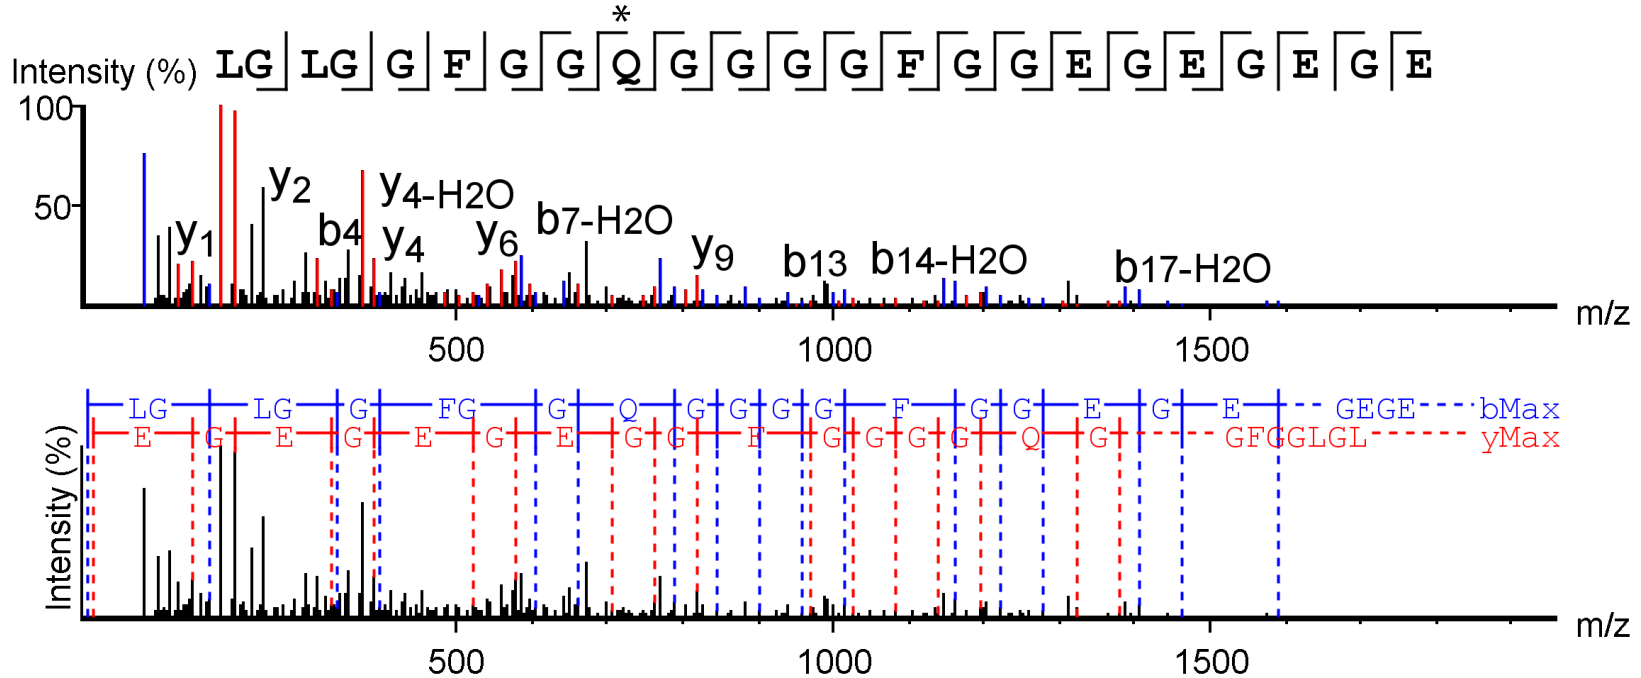 *
Intensity (%) LG LG G F G G Q G G G G F G G E G E G E G E
100
50
y1 y2 b4 y4-H2O y4 y6 b7-H2O y9 b13 b14-H2O b17-H2O
m/z
500 1000 1500
LG LG G FG G Q G G G G F G G E G E GEGE bMax
E G E G E G E G G F G G G G Q G GFGGLGL yMax
Intensity (%)
m/z
500 1000 1500